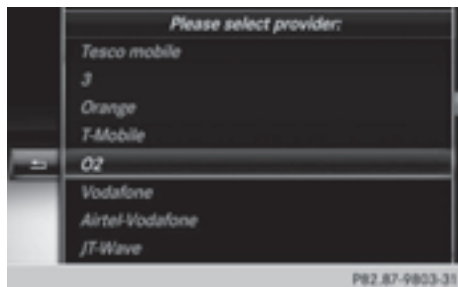 Please select provider:
Tesco mobile
3
Orange
T-Mobile
O2
Vodafone
Airtel-Vodafone
JT-Wave
P82.87-9803-31